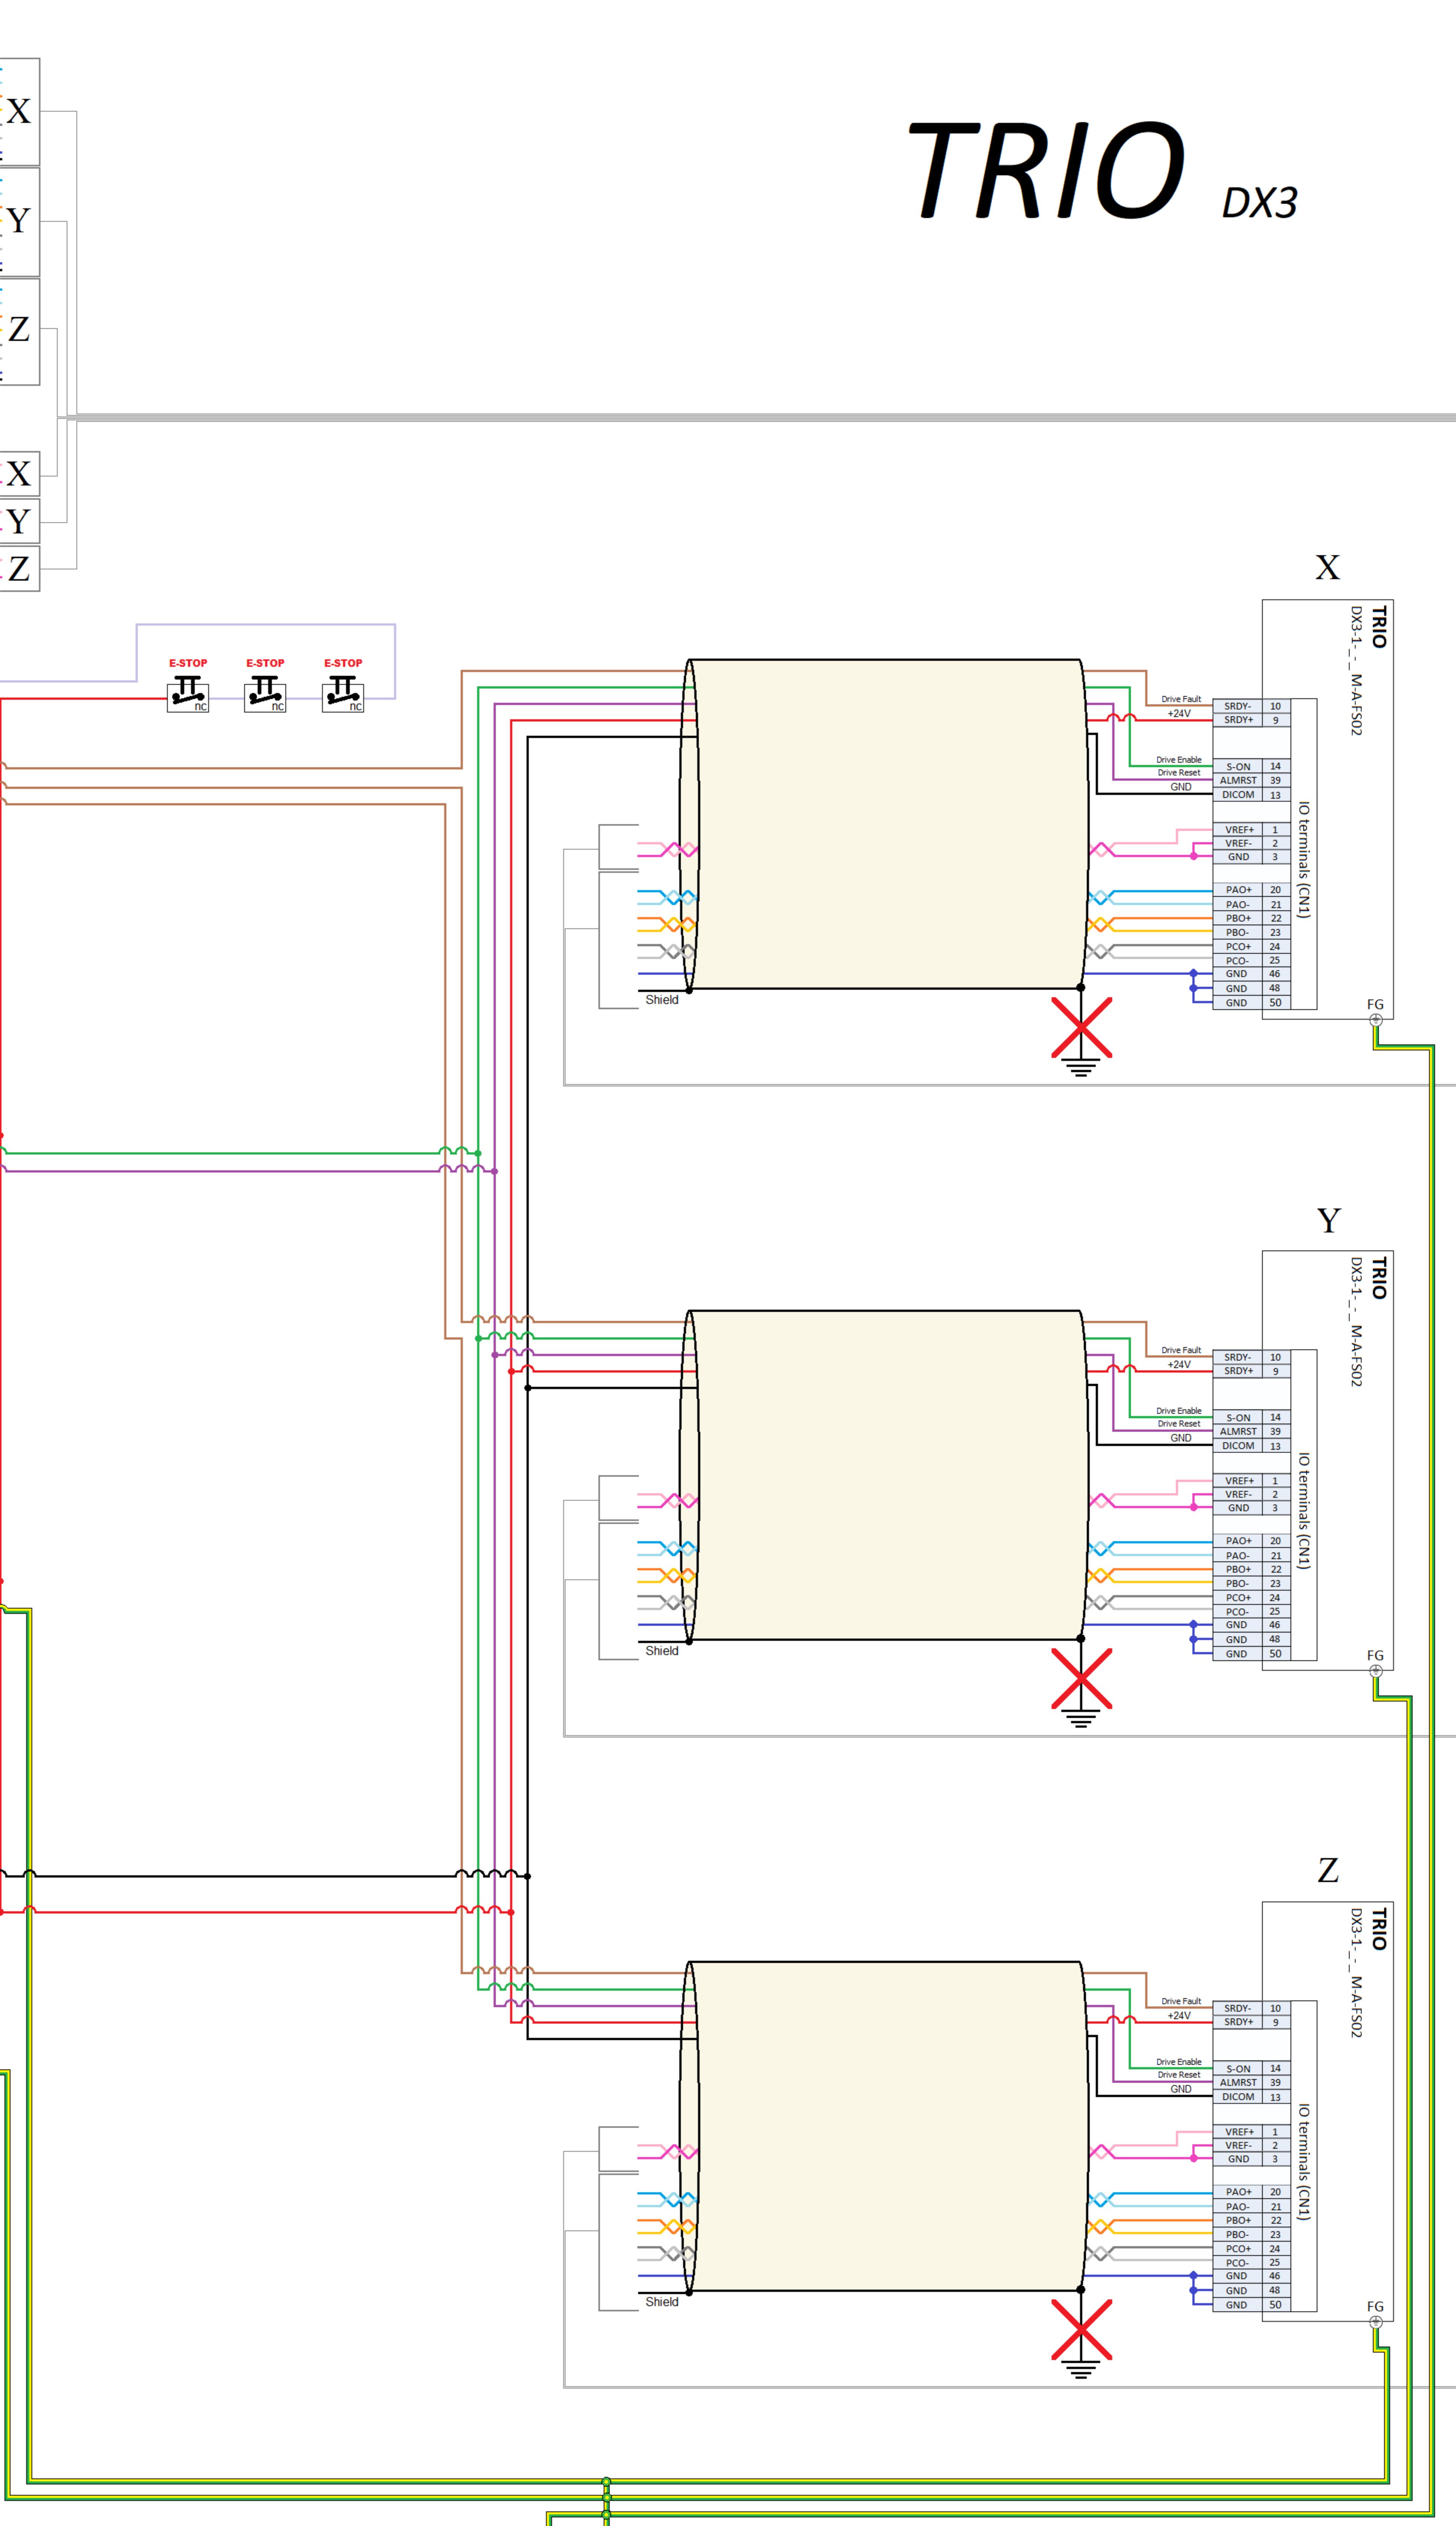 TRIO DX3
X
Y
Z
X
Y
Z
E-STOP E-STOP E-STOP
nc nc nc
X
TRIO
DX3-1- - _ _ M-A-FS02
Drive Fault SRDY- 10
+24V SRDY+ 9
Drive Enable S-ON 14
Drive Reset ALMRST 39
GND DICOM 13
IO terminals (CN1)
VREF+ 1
VREF- 2
GND 3
PAO+ 20
PAO- 21
PBO+ 22
PBO- 23
PCO+ 24
PCO- 25
GND 46
GND 48
GND 50
Shield
FG
Y
TRIO
DX3-1- - _ _ M-A-FS02
Drive Fault SRDY- 10
+24V SRDY+ 9
Drive Enable S-ON 14
Drive Reset ALMRST 39
GND DICOM 13
IO terminals (CN1)
VREF+ 1
VREF- 2
GND 3
PAO+ 20
PAO- 21
PBO+ 22
PBO- 23
PCO+ 24
PCO- 25
GND 46
GND 48
GND 50
Shield
FG
Z
TRIO
DX3-1- - _ _ M-A-FS02
Drive Fault SRDY- 10
+24V SRDY+ 9
Drive Enable S-ON 14
Drive Reset ALMRST 39
GND DICOM 13
IO terminals (CN1)
VREF+ 1
VREF- 2
GND 3
PAO+ 20
PAO- 21
PBO+ 22
PBO- 23
PCO+ 24
PCO- 25
GND 46
GND 48
GND 50
Shield
FG